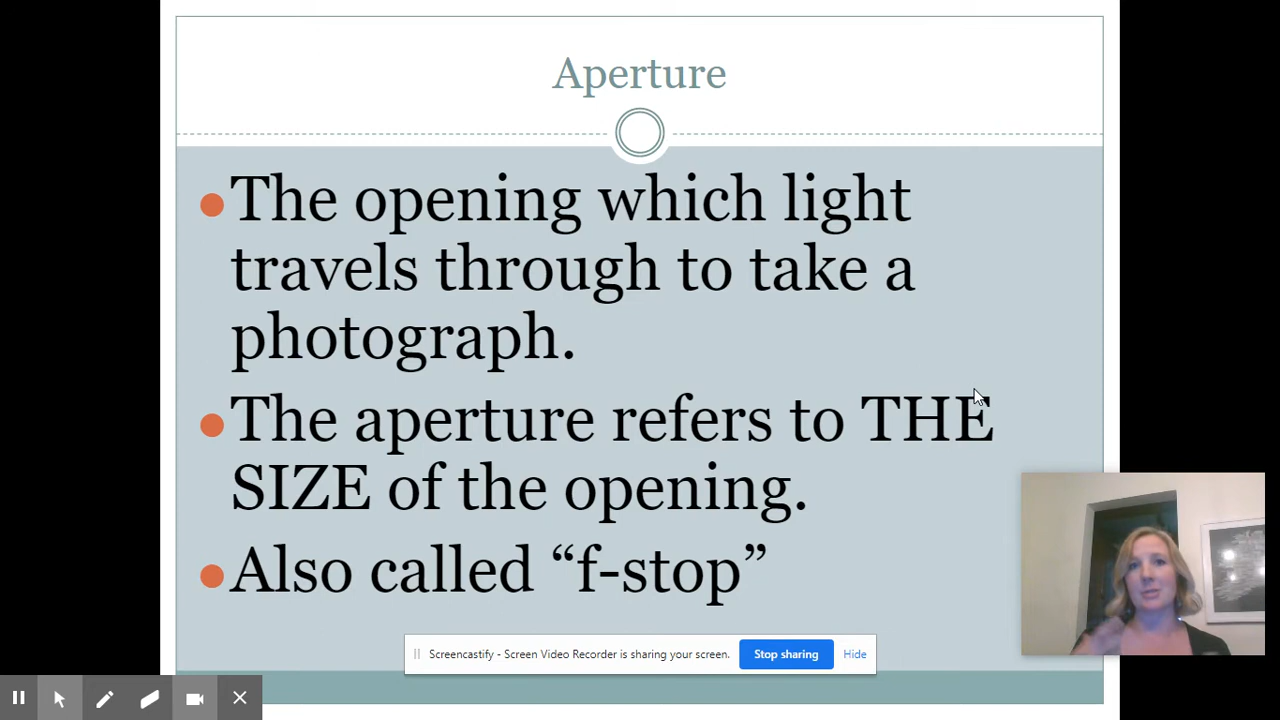 Aperture
The opening which light
travels through to take a
photograph.
The aperture refers to THE
SIZE of the opening.
Also called “f-stop”
Screencastify - Screen Video Recorder is sharing your screen. Stop sharing Hide